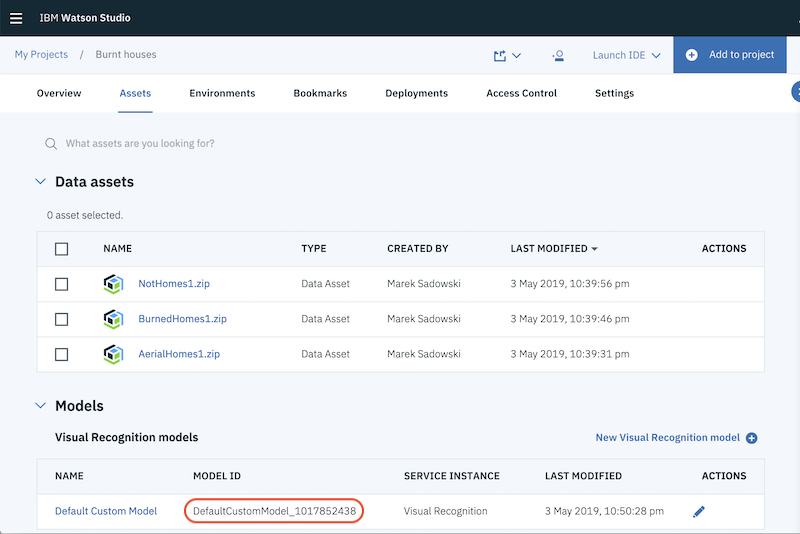 IBM Watson Studio
My Projects / Burnt houses
Launch IDE
Add to project
Overview Assets Environments Bookmarks Deployments Access Control Settings
What assets are you looking for?
Data assets
0 asset selected.
NAME TYPE CREATED BY LAST MODIFIED ACTIONS
NotHomes1.zip Data Asset Marek Sadowski 3 May 2019, 10:39:56 pm
BurnedHomes1.zip Data Asset Marek Sadowski 3 May 2019, 10:39:46 pm
AerialHomes1.zip Data Asset Marek Sadowski 3 May 2019, 10:39:31 pm
Models
Visual Recognition models New Visual Recognition model
NAME MODEL ID SERVICE INSTANCE LAST MODIFIED ACTIONS
Default Custom Model DefaultCustomModel_1017852438 Visual Recognition 3 May 2019, 10:50:28 pm